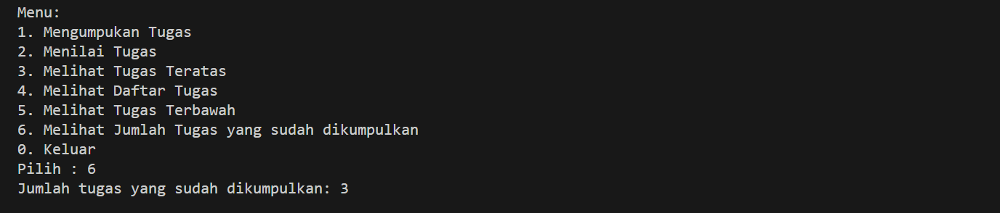 Menu:
1. Mengumpukan Tugas
2. Menilai Tugas
3. Melihat Tugas Teratas
4. Melihat Daftar Tugas
5. Melihat Tugas Terbawah
6. Melihat Jumlah Tugas yang sudah dikumpulkan
0. Keluar
Pilih : 6
Jumlah tugas yang sudah dikumpulkan: 3